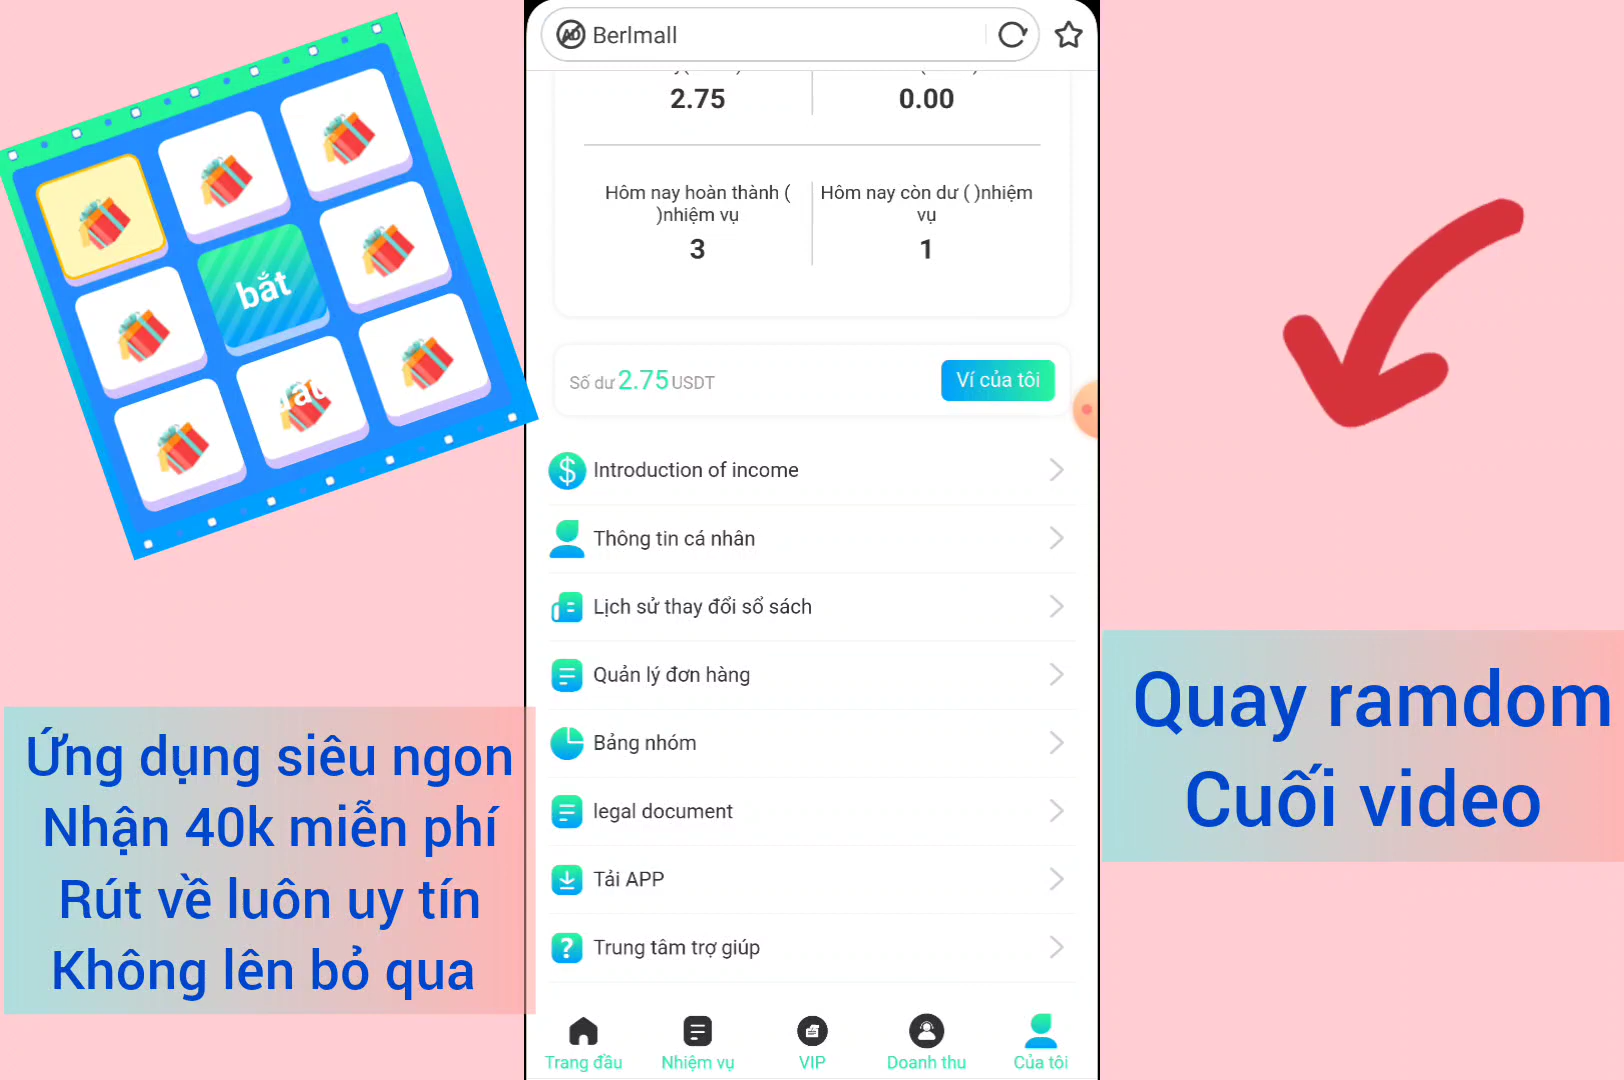 Berlmall
2.75
0.00
Hôm nay hoàn thành (
)nhiệm vụ
3
Hôm nay còn dư ( )nhiệm
vụ
1
Số dư 2.75 USDT
Ví của tôi
Introduction of income
Thông tin cá nhân
Lịch sử thay đổi sổ sách
Quản lý đơn hàng
Bảng nhóm
legal document
Tải APP
Trung tâm trợ giúp
Trang đầu
Nhiệm vụ
VIP
Doanh thu
Của tôi
bắt
Ứng dụng siêu ngon
Nhận 40k miễn phí
Rút về luôn uy tín
Không lên bỏ qua
Quay ramdom
Cuối video